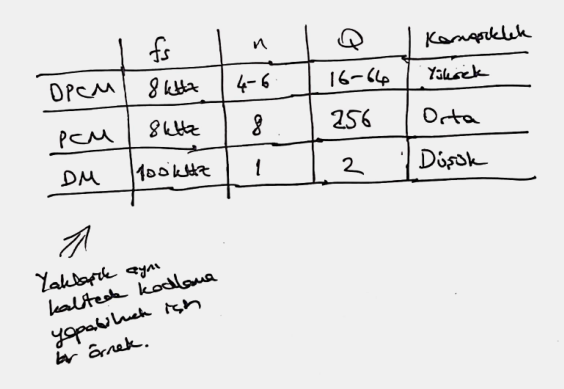 fs n Q Karmaşıklık
DPCM 8 kHz 4-6 16-64 Yüksek
PCM 8 kHz 8 256 Orta
DM 100 kHz 1 2 Düşük
Yaklaşık aynı
kalitede kodlama
yapabilmek için
bir örnek.